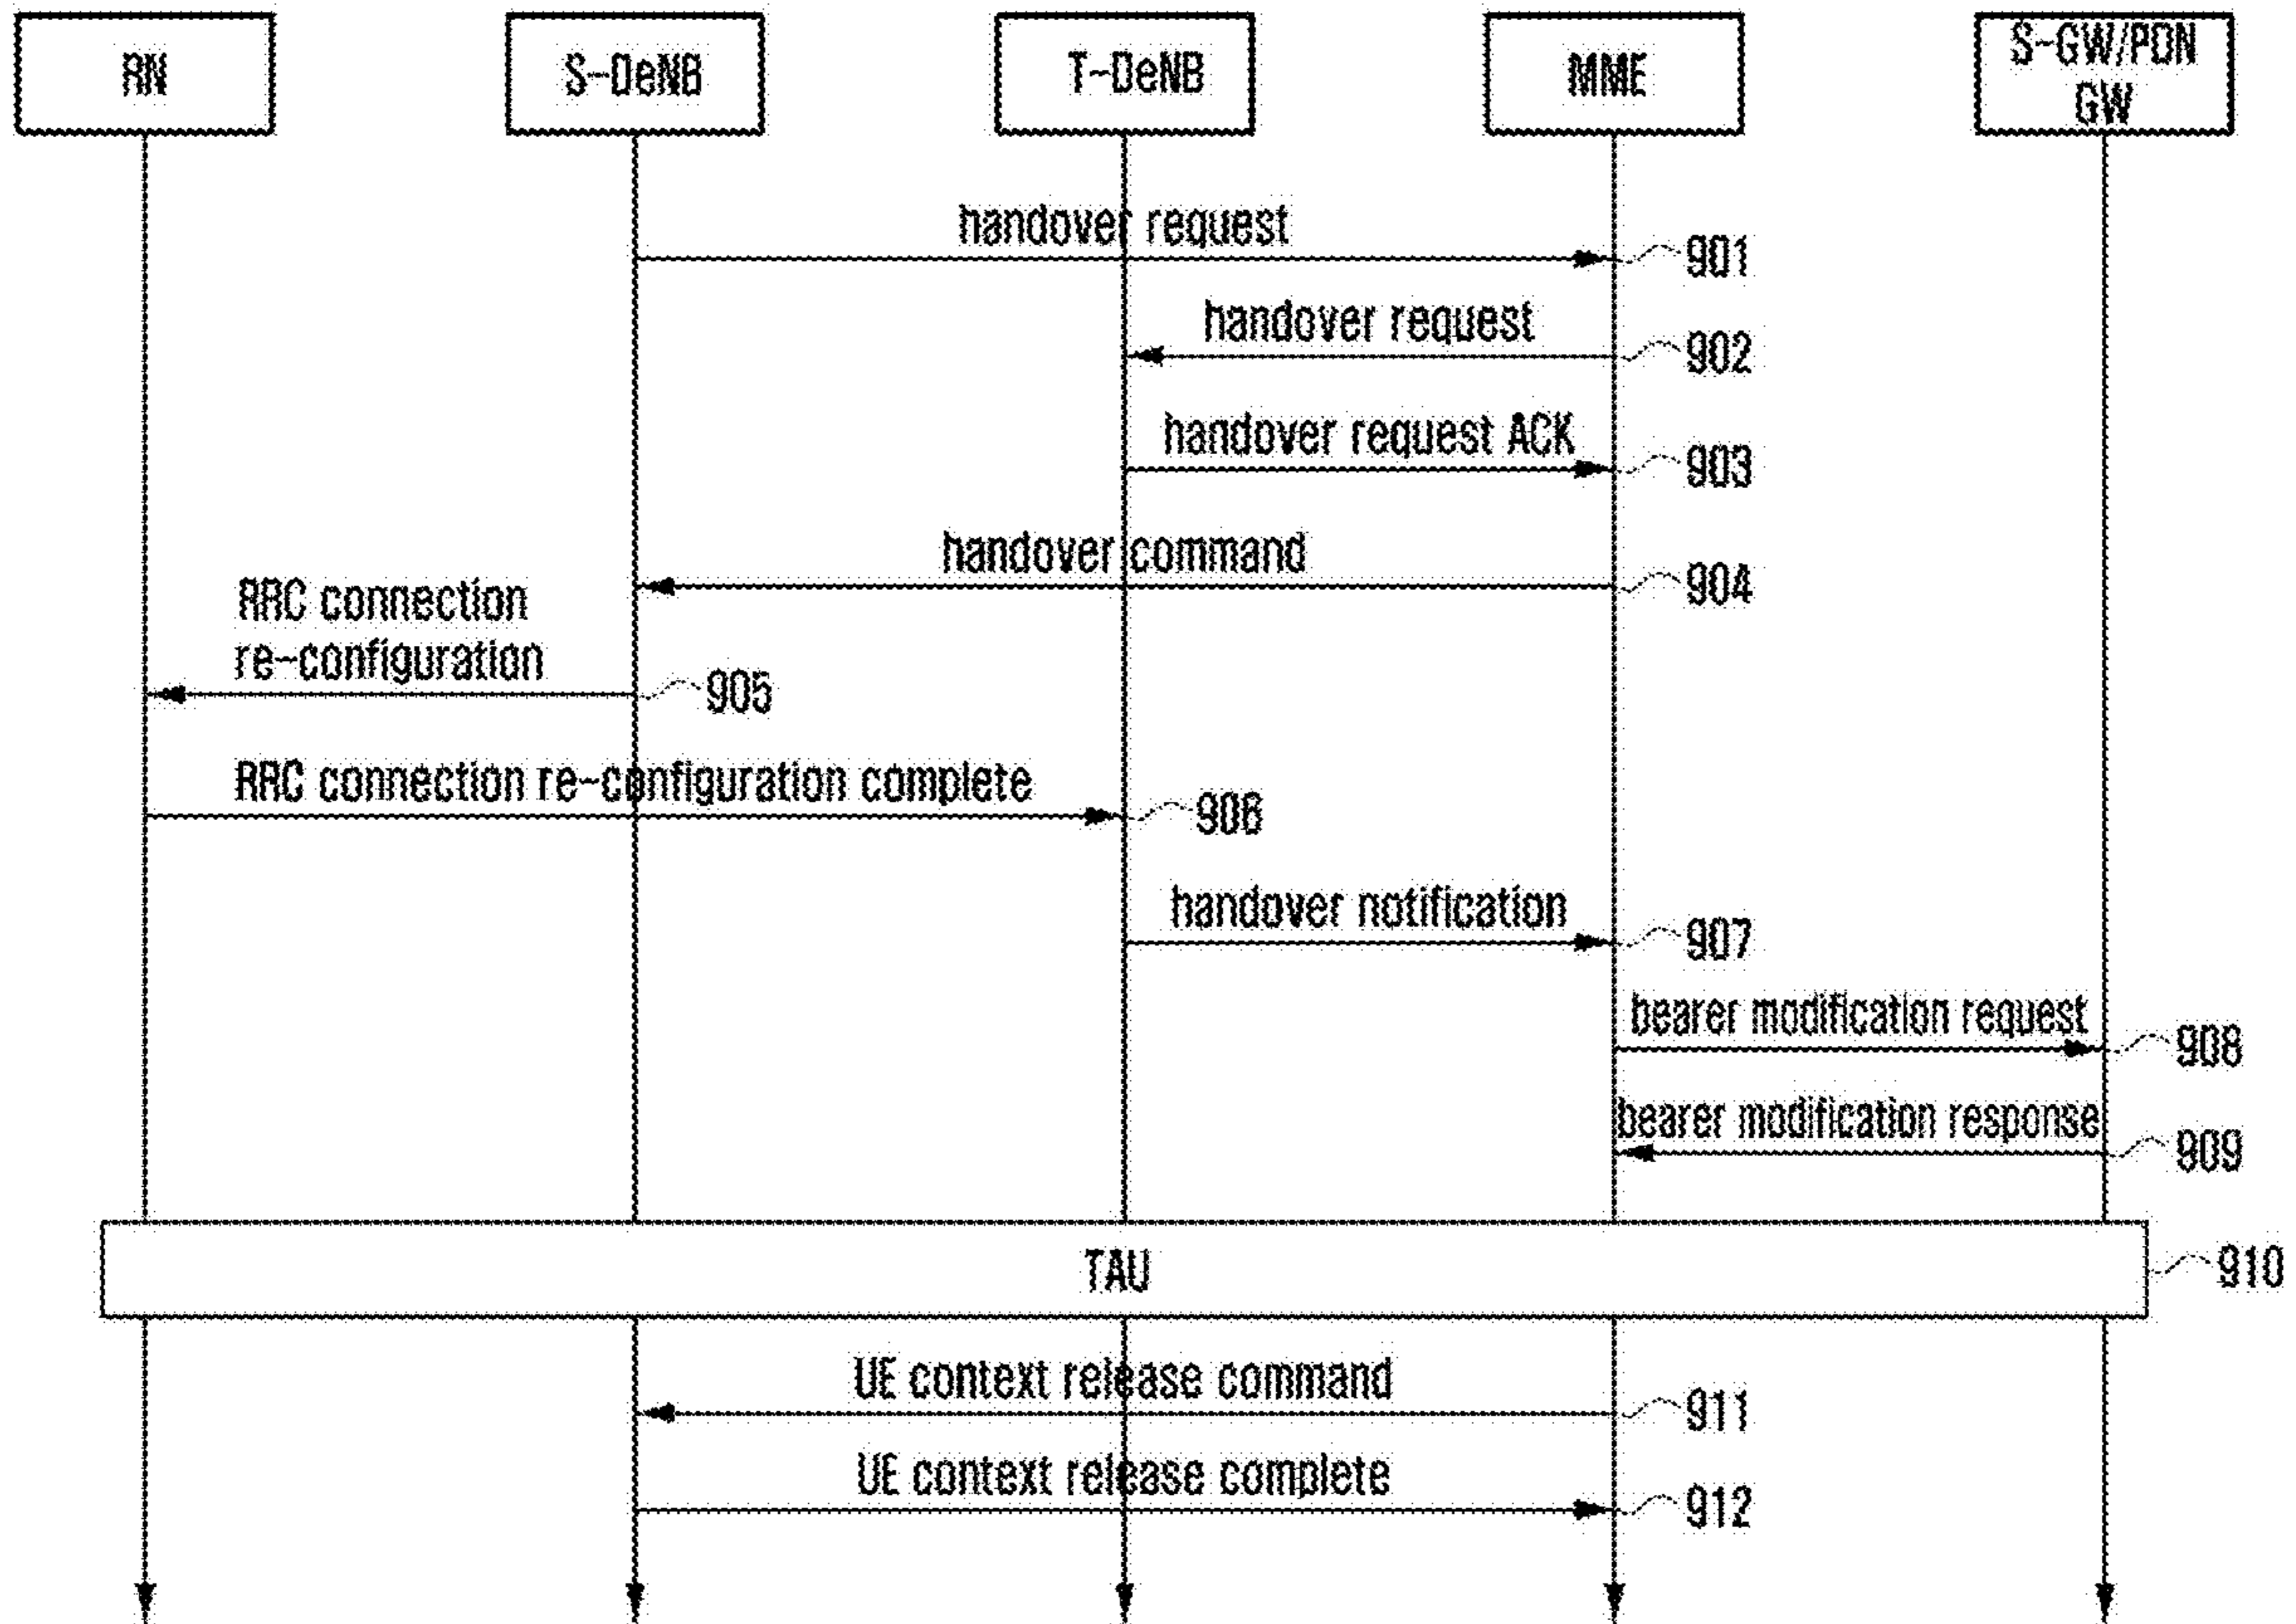 RN
S-DeNB
T-DeNB
MME
S-GW/PDN
GW
handover request
901
handover request
902
handover request ACK
903
handover command
904
RRC connection
re-configuration
905
RRC connection re-configuration complete
906
handover notification
907
bearer modification request
908
bearer modification response
909
TAU
910
UE context release command
911
UE context release complete
912